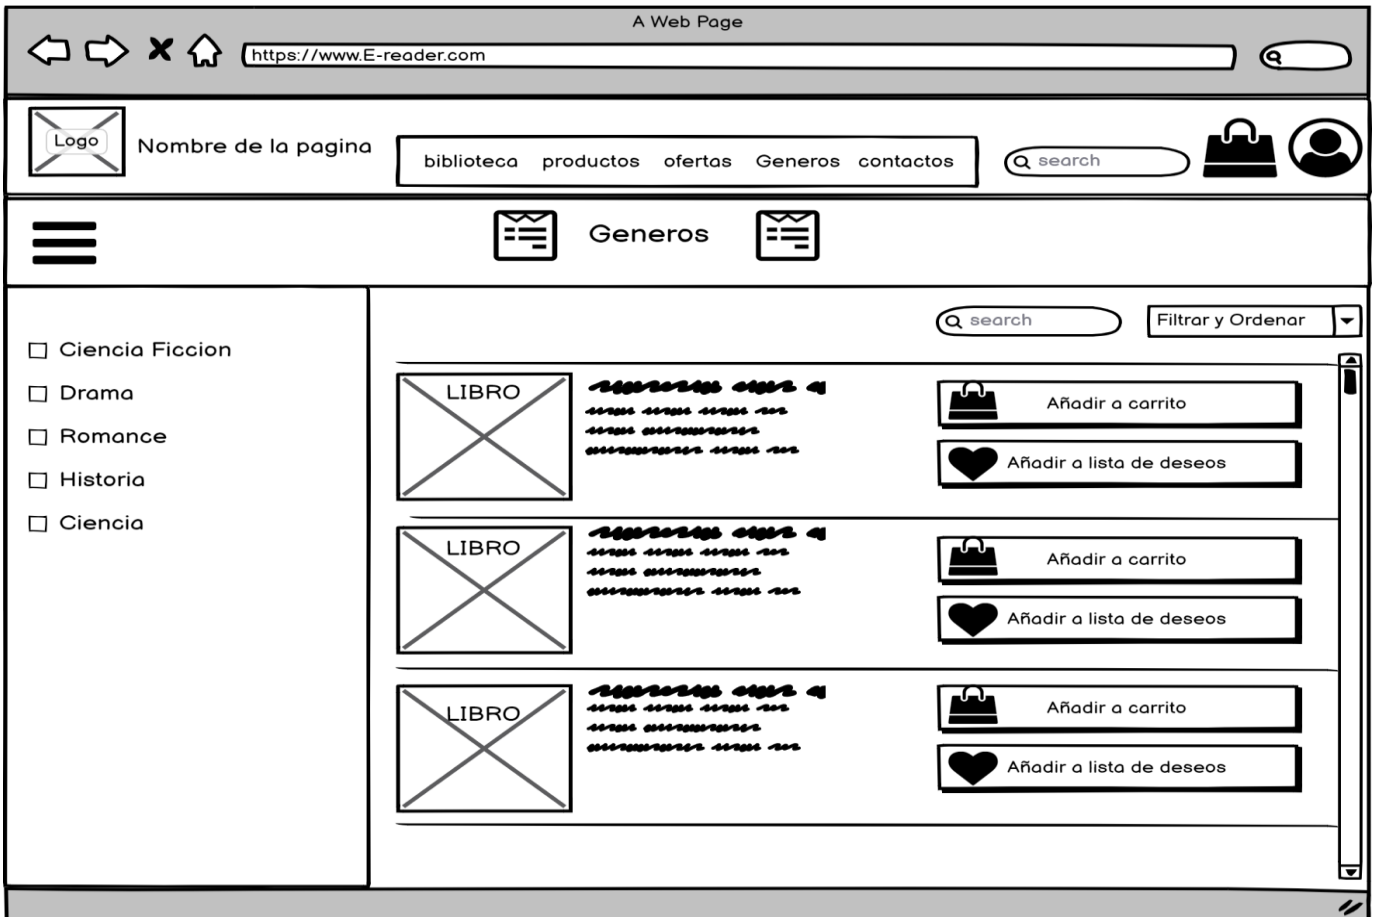 A Web Page
https://www.E-reader.com
Logo
Nombre de la pagina
biblioteca productos ofertas Generos contactos
search
Generos
search
Filtrar y Ordenar
Ciencia Ficcion
Drama
Romance
Historia
Ciencia
LIBRO
Añadir a carrito
Añadir a lista de deseos
LIBRO
Añadir a carrito
Añadir a lista de deseos
LIBRO
Añadir a carrito
Añadir a lista de deseos